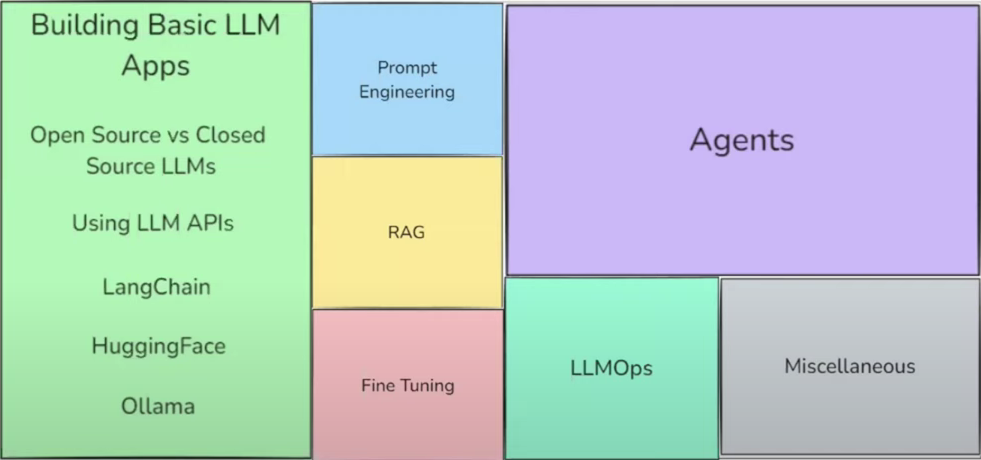 Building Basic LLM
Apps
Open Source vs Closed
Source LLMs
Using LLM APIs
LangChain
HuggingFace
Ollama
Prompt
Engineering
RAG
Fine Tuning
Agents
LLMOps
Miscellaneous